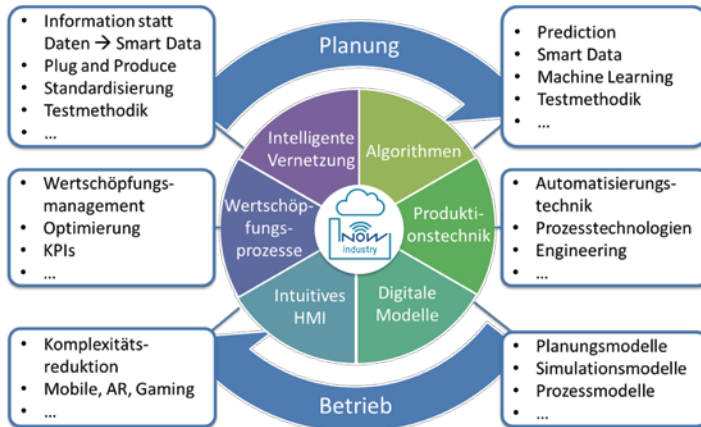 • Information statt
Daten → Smart Data
• Plug and Produce
• Standardisierung
• Testmethodik
• ...
Planung
• Prediction
• Smart Data
• Machine Learning
• Testmethodik
• ...
Intelligente
Vernetzung
Algorithmen
• Wertschöpfungs-
management
• Optimierung
• KPIs
• ...
Wertschöp-
fungs-
prozesse
NOW
industry
Produkti-
onstechnik
• Automatisierungs-
technik
• Prozesstechnologien
• Engineering
• ...
Intuitives
HMI
Digitale
Modelle
• Komplexitäts-
reduktion
• Mobile, AR, Gaming
• ...
Betrieb
• Planungsmodelle
• Simulationsmodelle
• Prozessmodelle
• ...